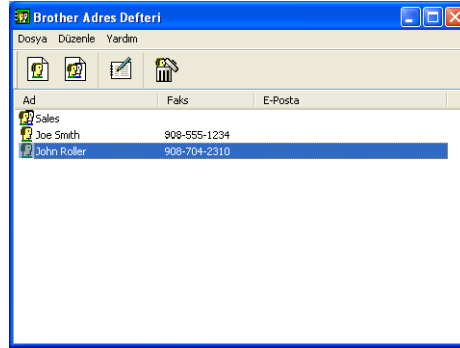 Brother Adres Defteri
Dosya Düzenle Yardım
Ad Faks E-Posta
Sales
Joe Smith 908-555-1234
John Roller 908-704-2310